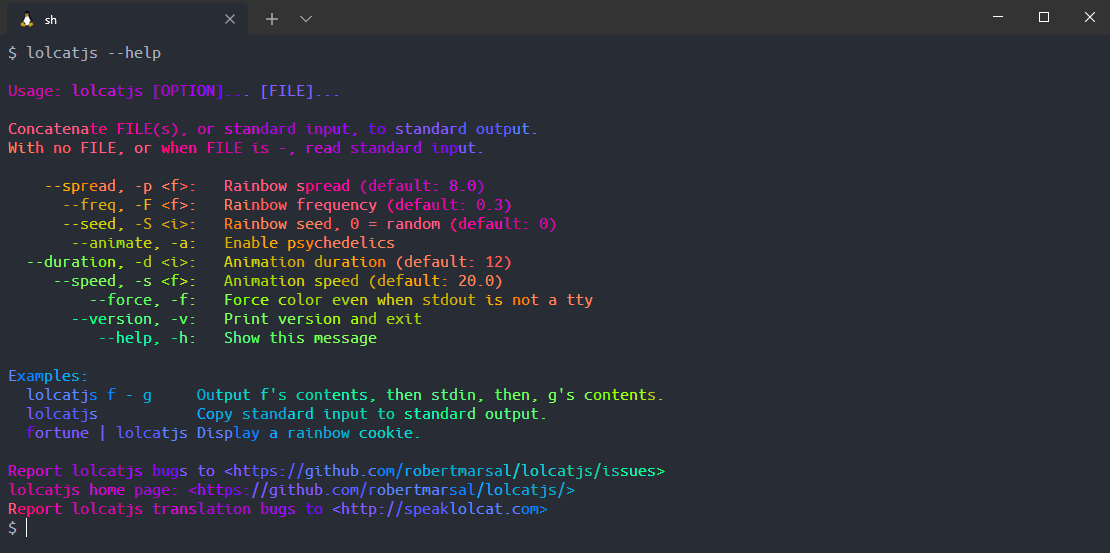 sh
$ lolcatjs --help
Usage: lolcatjs [OPTION]... [FILE]...
Concatenate FILE(s), or standard input, to standard output.
With no FILE, or when FILE is -, read standard input.
--spread, -p <f>: Rainbow spread (default: 8.0)
--freq, -F <f>: Rainbow frequency (default: 0.3)
--seed, -S <i>: Rainbow seed, 0 = random (default: 0)
--animate, -a: Enable psychedelics
--duration, -d <i>: Animation duration (default: 12)
--speed, -s <f>: Animation speed (default: 20.0)
--force, -f: Force color even when stdout is not a tty
--version, -v: Print version and exit
--help, -h: Show this message
Examples:
lolcatjs f - g Output f's contents, then stdin, then, g's contents.
lolcatjs Copy standard input to standard output.
fortune | lolcatjs Display a rainbow cookie.
Report lolcatjs bugs to <https://github.com/robertmarsal/lolcatjs/issues>
lolcatjs home page: <https://github.com/robertmarsal/lolcatjs/>
Report lolcatjs translation bugs to <http://speaklolcat.com>
$